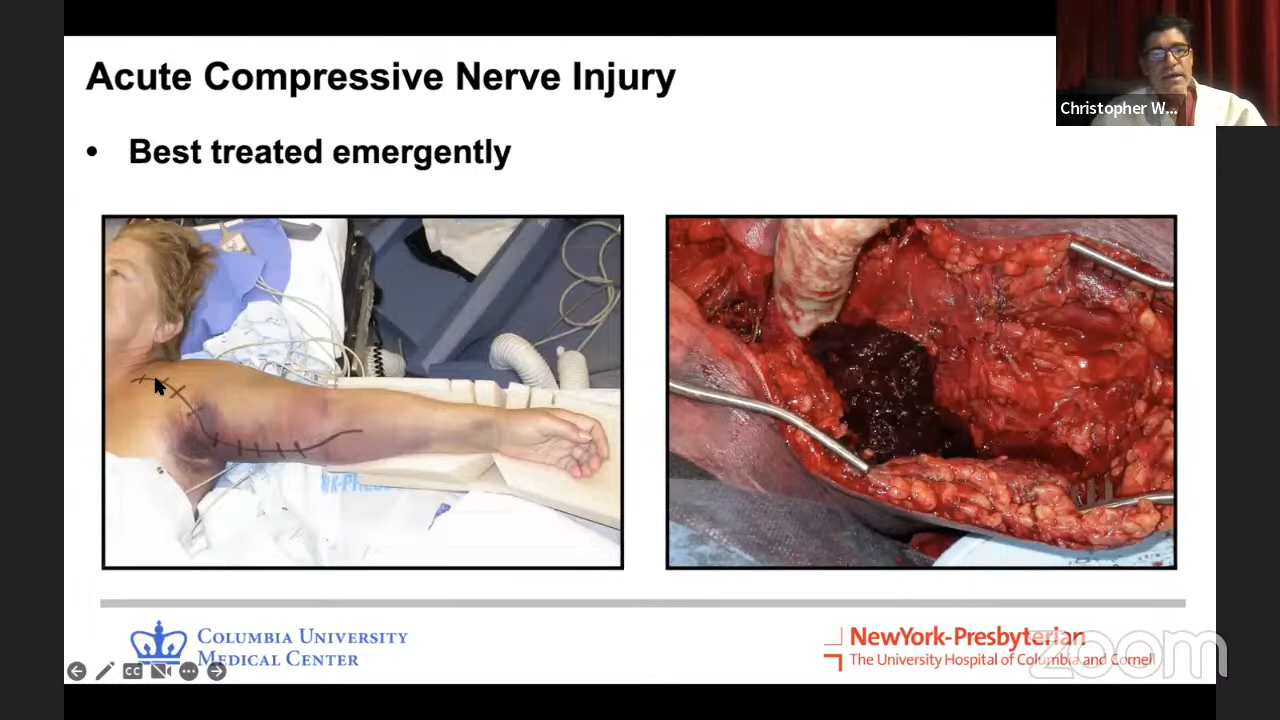 Acute Compressive Nerve Injury
Christopher W...
• Best treated emergently
COLUMBIA UNIVERSITY
MEDICAL CENTER
NewYork-Presbyterian
The University Hospital of Columbia and Cornell
zoom
CC